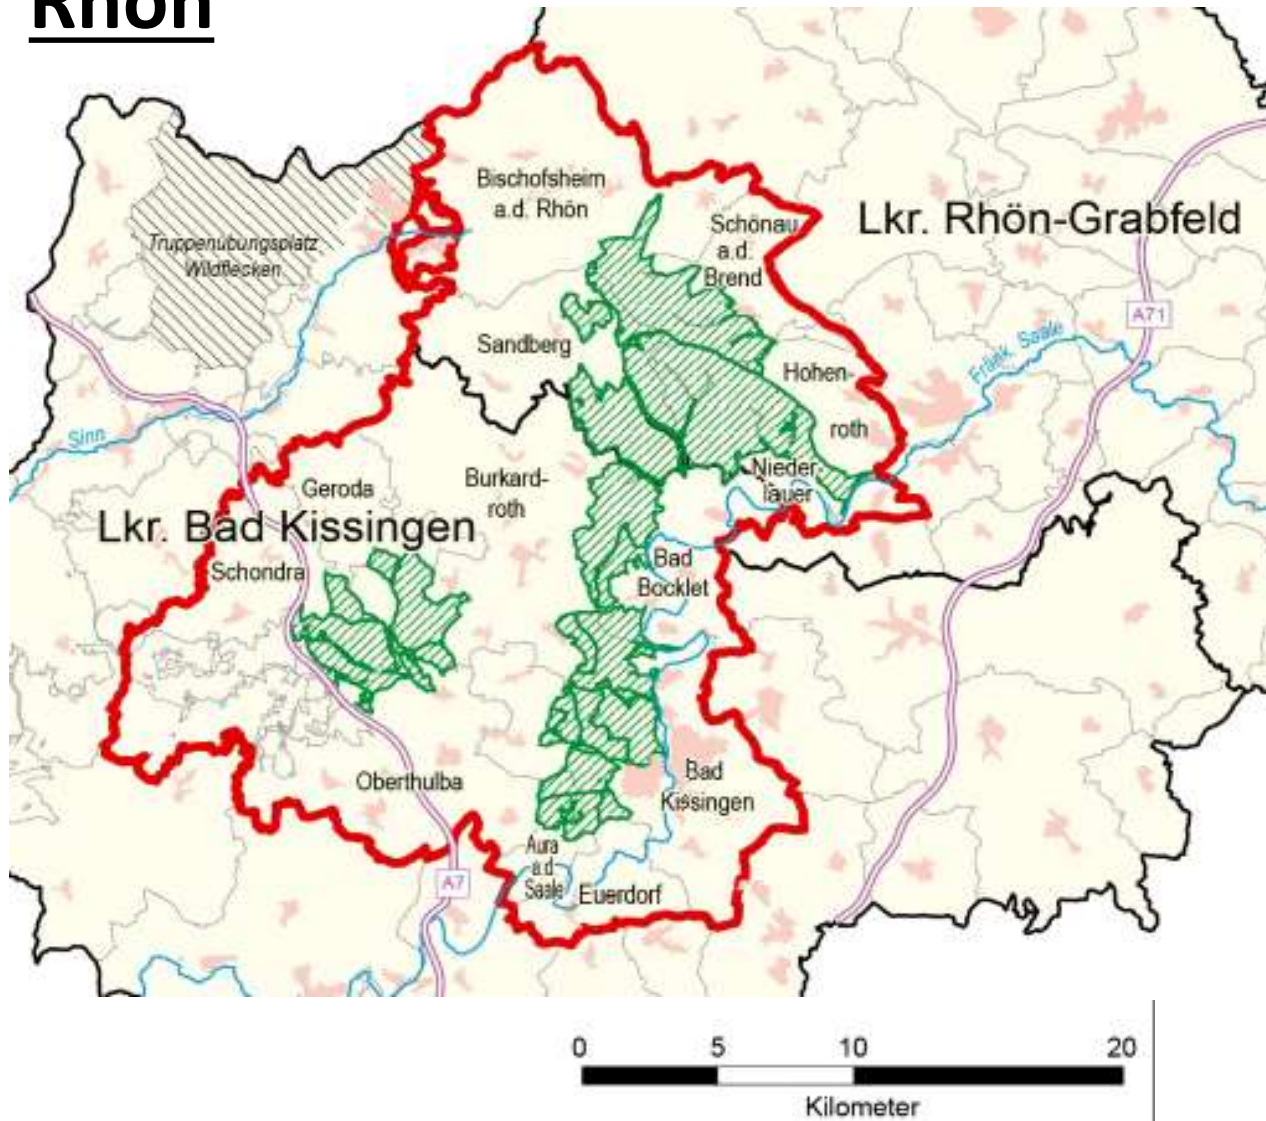 Rhön
Bischofsheim
a.d. Rhön
Schönau
a.d.
Brend
Lkr. Rhön-Grabfeld
Truppenübungsplatz
Wildflecken
A71
Sandberg
Fränk. Saale
Hohen-
roth
Sinn
Nieder-
lauer
Geroda
Burkard-
roth
Lkr. Bad Kissingen
Schondra
Bad
Bocklet
Oberthulba
Bad
Kissingen
Aura
a.d.
Saale
Euerdorf
A7
0 5 10 20
Kilometer